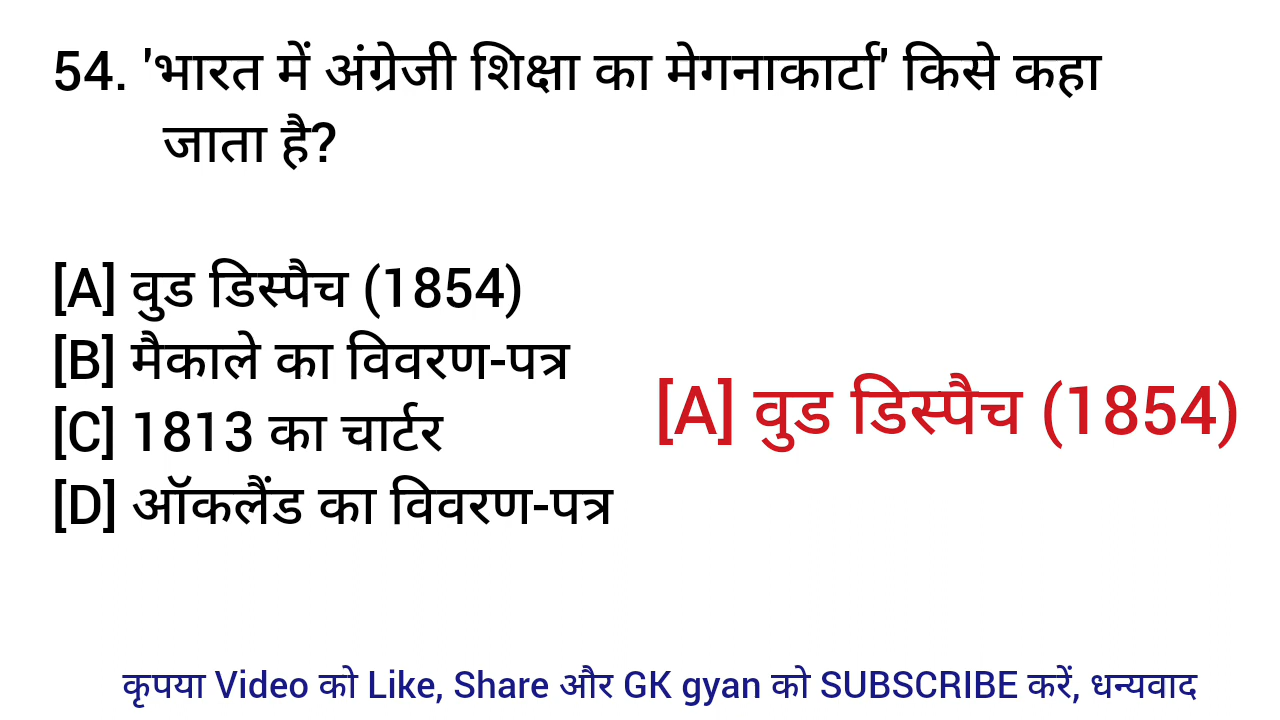 54. 'भारत में अंग्रेजी शिक्षा का मेगनाकार्टा' किसे कहा
जाता है?
[A] वुड डिस्पैच (1854)
[B] मैकाले का विवरण-पत्र
[C] 1813 का चार्टर
[D] ऑकलैंड का विवरण-पत्र
[A] वुड डिस्पैच (1854)
कृपया Video को Like, Share और GK gyan को SUBSCRIBE करें, धन्यवाद